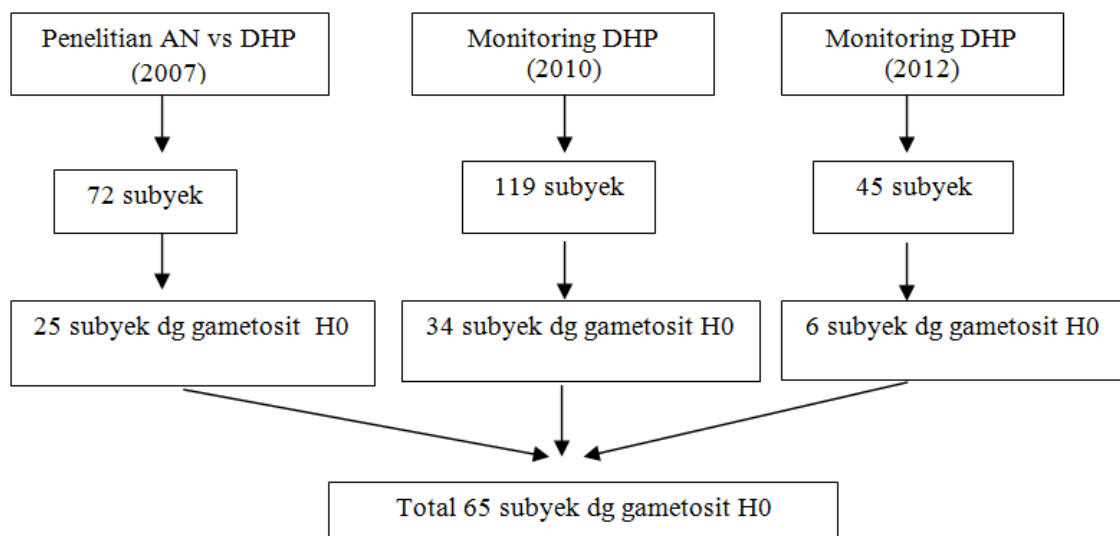 Penelitian AN vs DHP
(2007)
Monitoring DHP
(2010)
Monitoring DHP
(2012)
72 subyek
119 subyek
45 subyek
25 subyek dg gametosit H0
34 subyek dg gametosit H0
6 subyek dg gametosit H0
Total 65 subyek dg gametosit H0